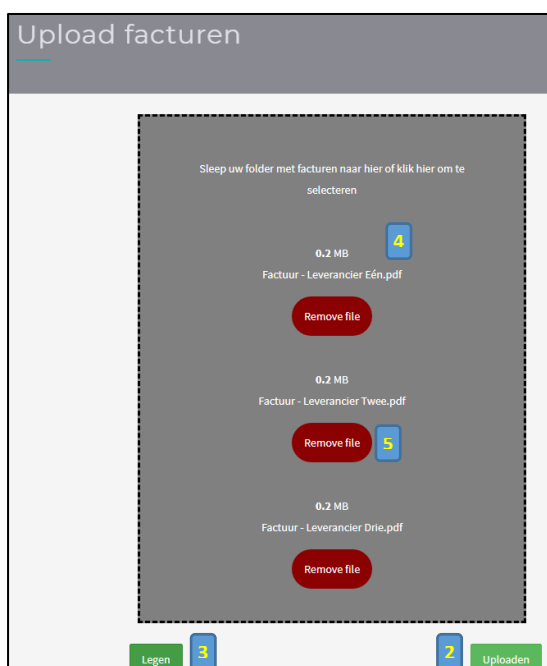 Upload facturen
Sleep uw folder met facturen naar hier of klik hier om te
selecteren
4
0.2 MB
Factuur - Leverancier Eén.pdf
Remove file
0.2 MB
Factuur - Leverancier Twee.pdf
Remove file 5
0.2 MB
Factuur - Leverancier Drie.pdf
Remove file
Legen 3 2 Uploaden